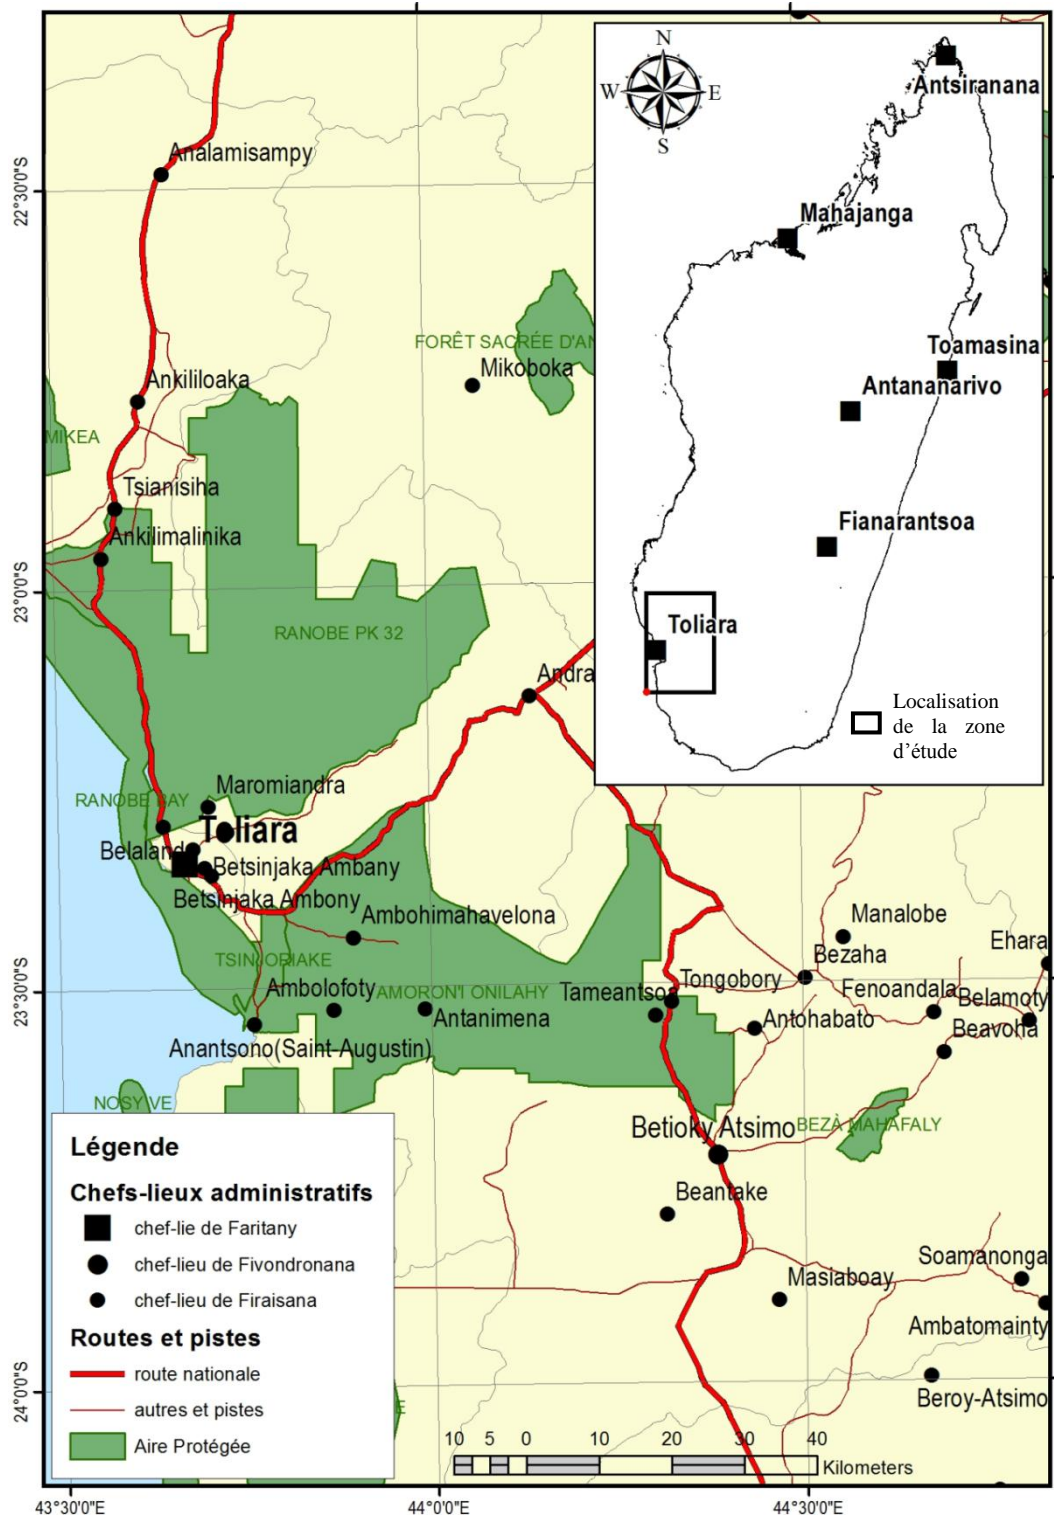 N
W E
S
Antsiranana
Mahajanga
Toamasina
Antananarivo
Fianarantsoa
Toliara
Localisation
de la zone
d'étude
22°30'0"S
23°0'0"S
23°30'0"S
24°0'0"S
Analamisampy
FORÊT SACRÉE D'AN
Mikoboka
Ankililoaka
MIKEA
Tsianisiha
Ankilimalinika
RANOBE PK 32
Andra
Maromiandra
RANOBE BAY
Toliara
Belaland
Betsinjaka Ambany
Betsinjaka Ambony
Ambohimahavelona
Manalobe
Ehara
Bezaha
TSINJORIAKE
Ambolofoty
AMORON'I ONILAHY
Tameantsoa
Tongobory
Fenoandala
Belamoty
Antanimena
Antohabato
Beavoha
Anantsono(Saint-Augustin)
NOSY VE
BEZÀ MAHAFALY
Betioky Atsimo
Beantake
Soamanonga
Masiaboay
Ambatomainty
Beroy-Atsimo
E
Légende
Chefs-lieux administratifs
chef-lie de Faritany
chef-lieu de Fivondronana
chef-lieu de Firaisana
Routes et pistes
route nationale
autres et pistes
Aire Protégée
10 5 0 10 20 30 40
Kilometers
43°30'0"E 44°0'0"E 44°30'0"E